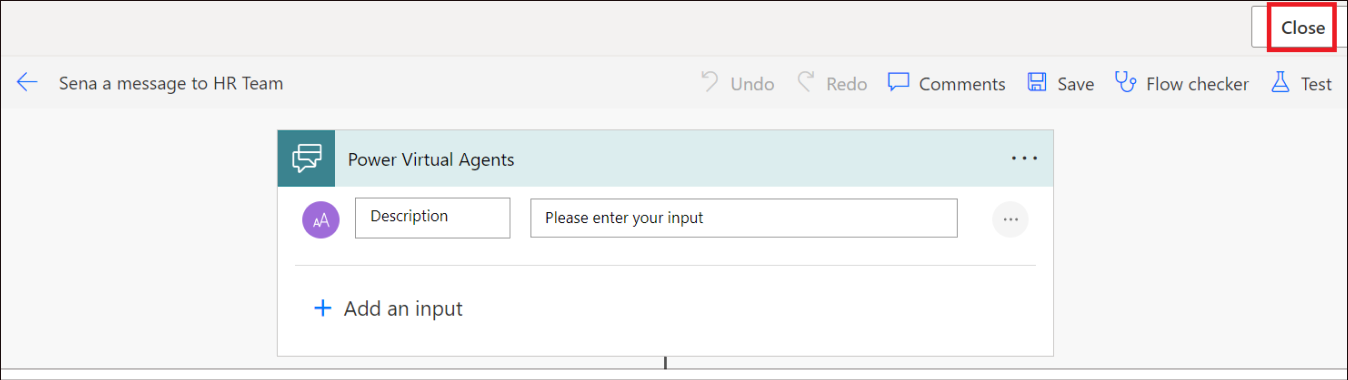 Close
Sena a message to HR Team
Undo Redo Comments Save Flow checker Test
Power Virtual Agents
AA Description Please enter your input
Add an input